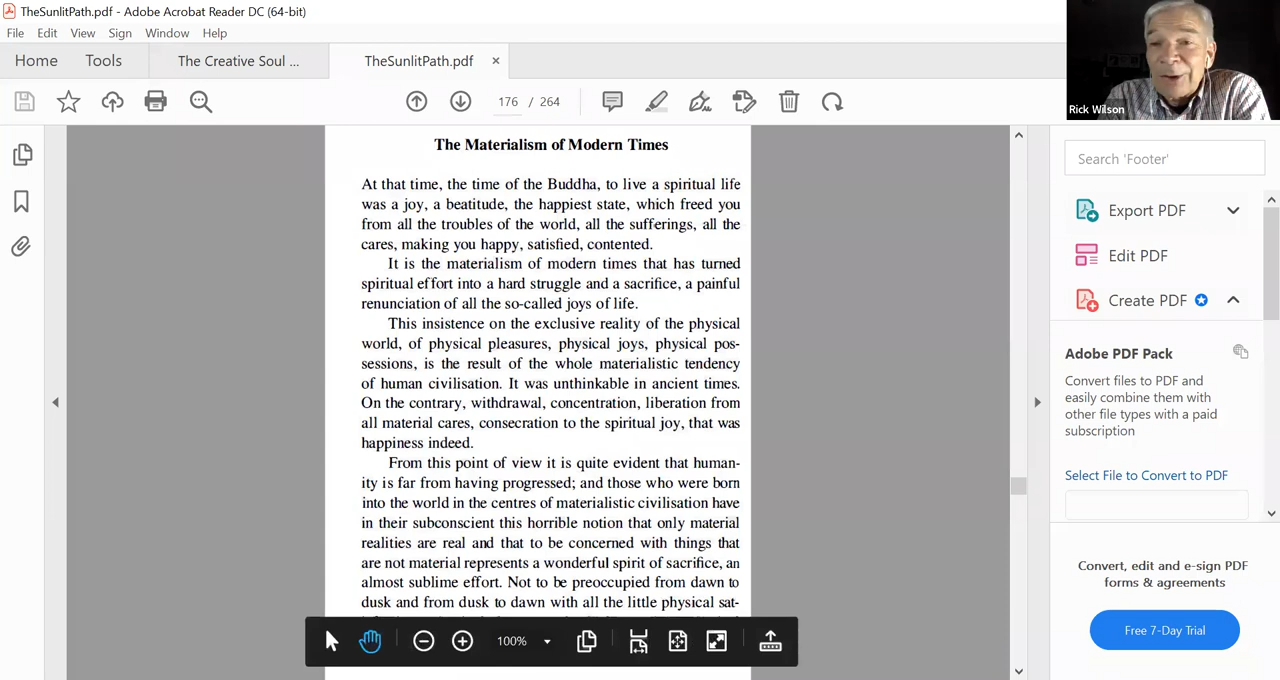 TheSunlitPath.pdf - Adobe Acrobat Reader DC (64-bit)
File Edit View Sign Window Help
Home Tools The Creative Soul ... TheSunlitPath.pdf ×
176 / 264
Rick Wilson
The Materialism of Modern Times
At that time, the time of the Buddha, to live a spiritual life
was a joy, a beatitude, the happiest state, which freed you
from all the troubles of the world, all the sufferings, all the
cares, making you happy, satisfied, contented.
It is the materialism of modern times that has turned
spiritual effort into a hard struggle and a sacrifice, a painful
renunciation of all the so-called joys of life.
This insistence on the exclusive reality of the physical
world, of physical pleasures, physical joys, physical pos-
sessions, is the result of the whole materialistic tendency
of human civilisation. It was unthinkable in ancient times.
On the contrary, withdrawal, concentration, liberation from
all material cares, consecration to the spiritual joy, that was
happiness indeed.
From this point of view it is quite evident that human-
ity is far from having progressed; and those who were born
into the world in the centres of materialistic civilisation have
in their subconscient this horrible notion that only material
realities are real and that to be concerned with things that
are not material represents a wonderful spirit of sacrifice, an
almost sublime effort. Not to be preoccupied from dawn to
dusk and from dusk to dawn with all the little physical sat-
100%
Search 'Footer'
Export PDF
Edit PDF
Create PDF
Adobe PDF Pack
Convert files to PDF and
easily combine them with
other file types with a paid
subscription
Select File to Convert to PDF
Convert, edit and e-sign PDF
forms & agreements
Free 7-Day Trial